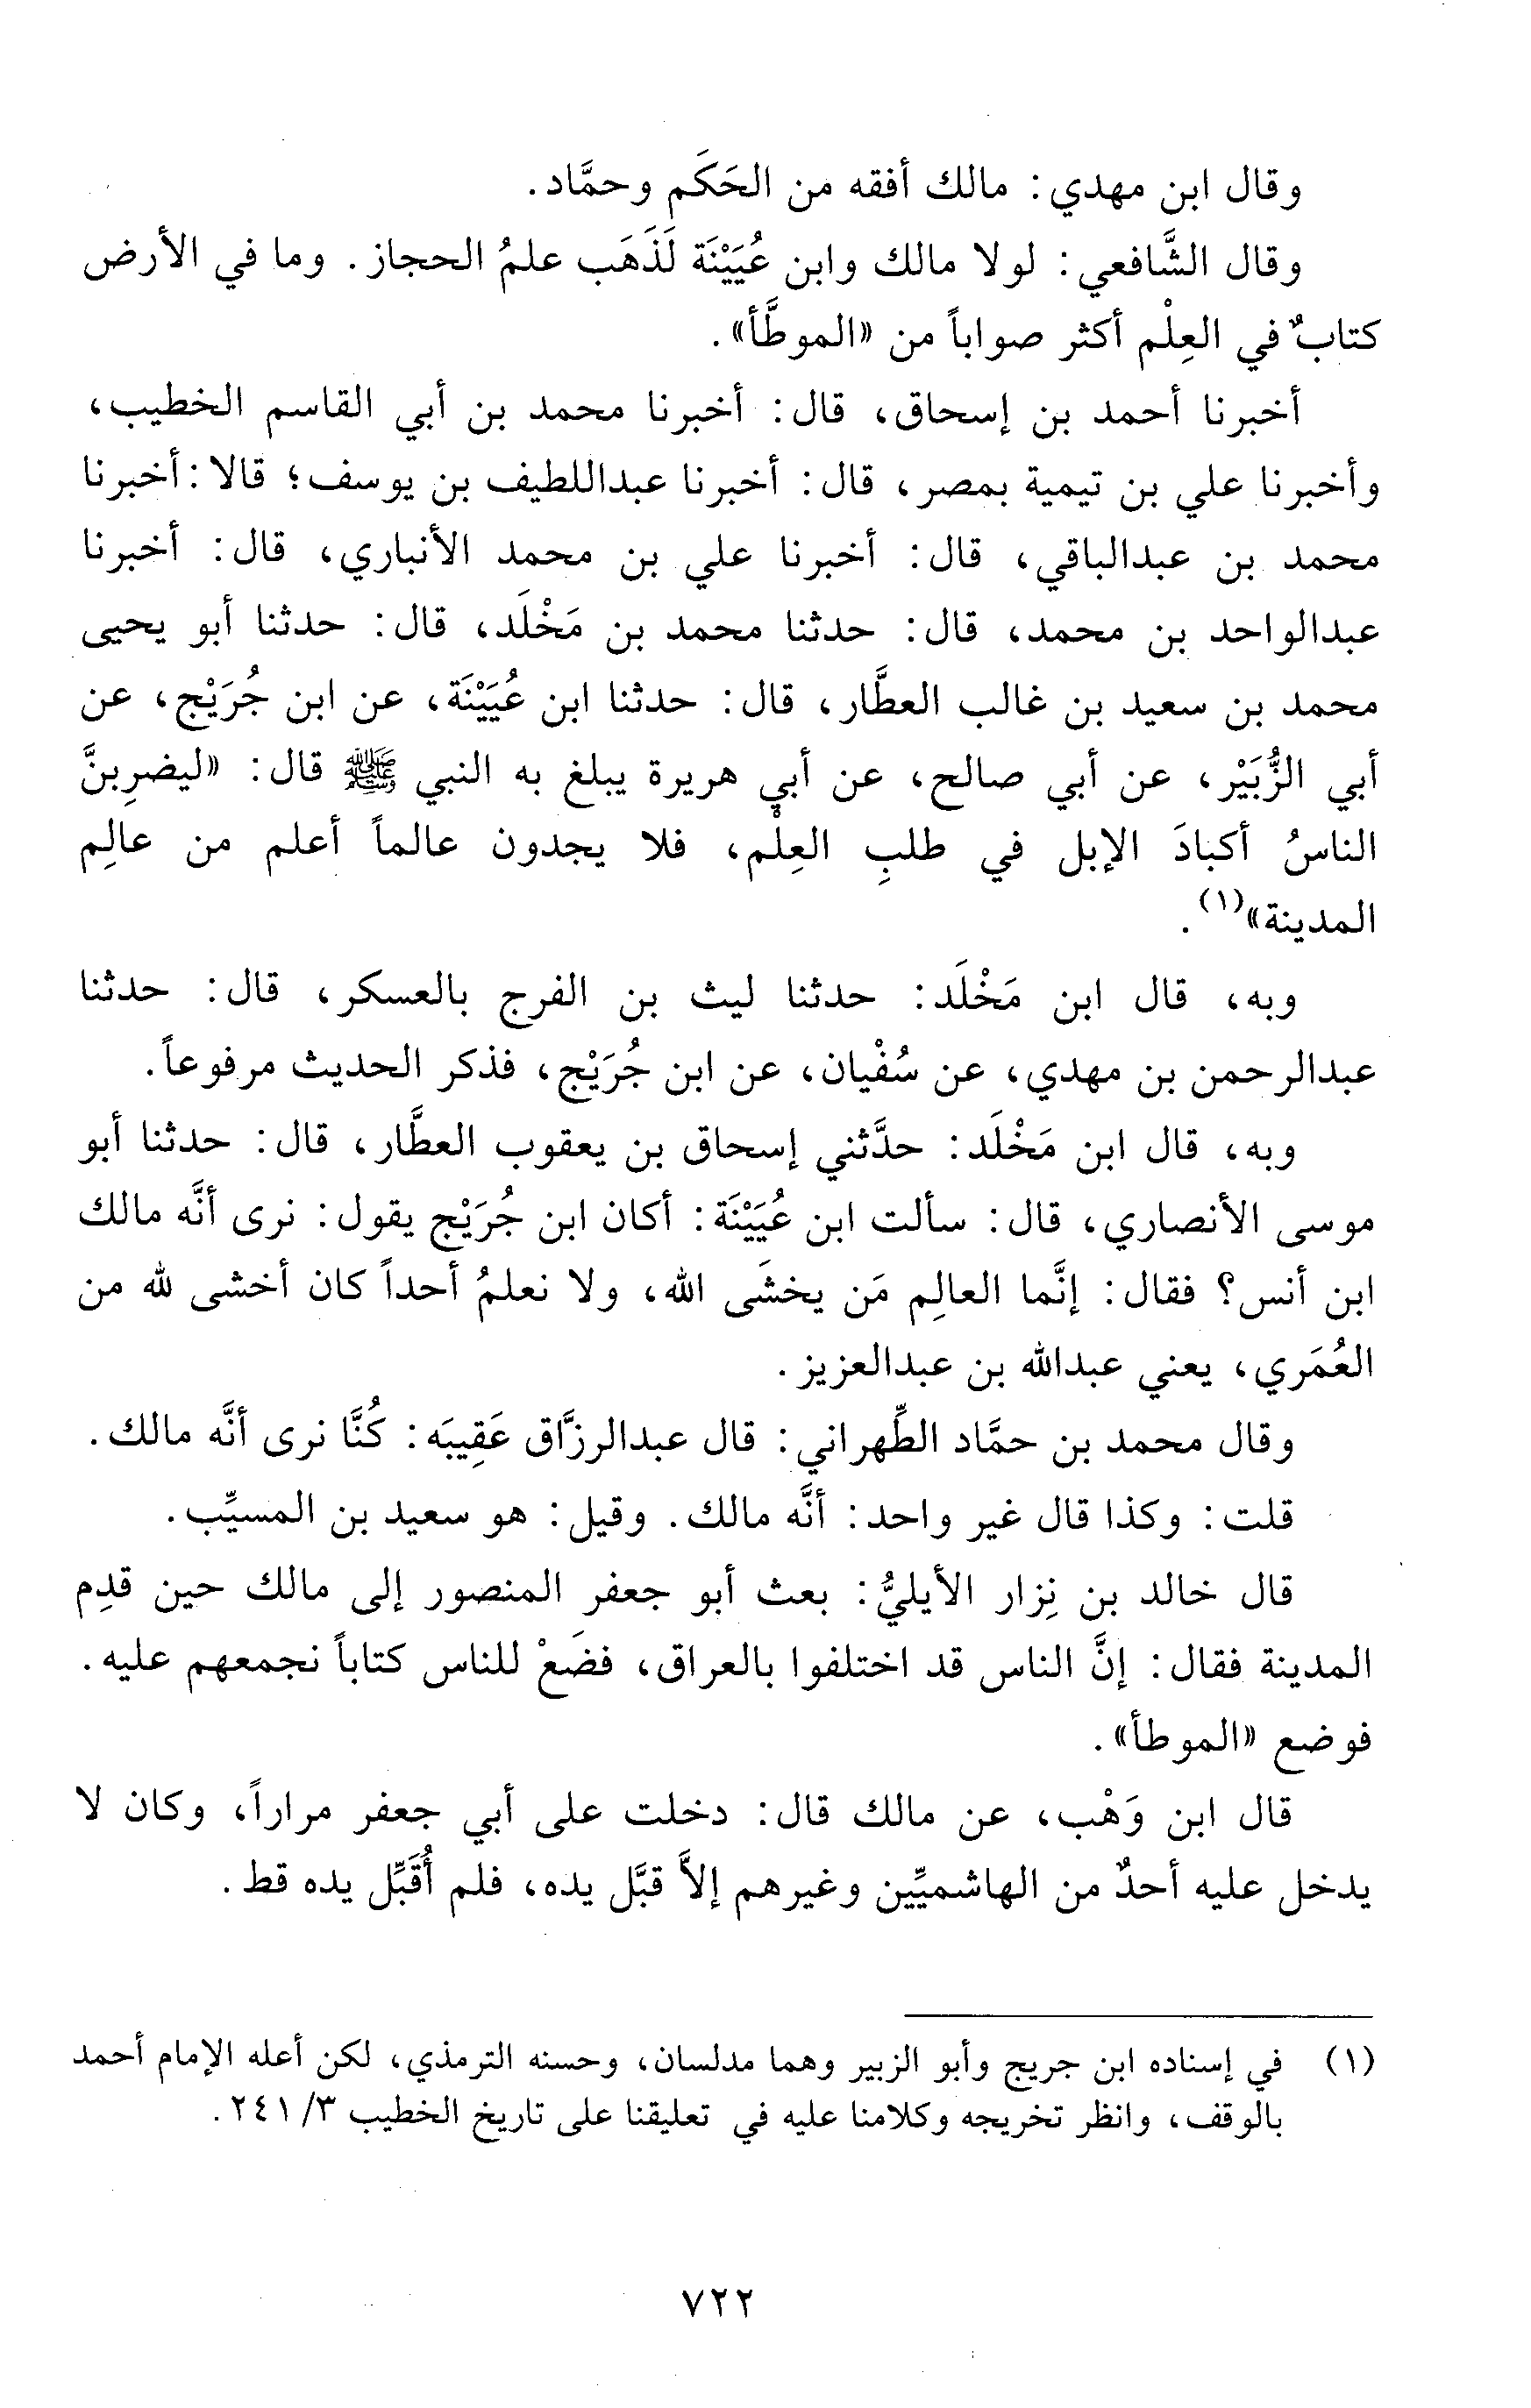 وقال ابن مهدي: مالك أفقه من الحَكَم وحمَّاد.
وقال الشَّافعي: لولا مالك وابن عُيَيْنَة لَذَهَب علمُ الحجاز. وما في الأرض
كتابٌ في العِلْم أكثر صواباً من «الموطَّأ».
أخبرنا أحمد بن إسحاق، قال: أخبرنا محمد بن أبي القاسم الخطيب،
وأخبرنا علي بن تيمية بمصر، قال: أخبرنا عبداللطيف بن يوسف؛ قالا: أخبرنا
محمد بن عبدالباقي، قال: أخبرنا علي بن محمد الأنباري، قال: أخبرنا
عبدالواحد بن محمد، قال: حدثنا محمد بن مَخْلَد، قال: حدثنا أبو يحيى
محمد بن سعيد بن غالب العطَّار، قال: حدثنا ابن عُيَيْنَة، عن ابن جُرَيْج، عن
أبي الزُّبَيْر، عن أبي صالح، عن أبي هريرة يبلغ به النبي ﷺ قال: «ليضرِبنَّ
الناسُ أكبادَ الإبل في طلبِ العِلْم، فلا يجدون عالماً أعلم من عالِم
المدينة»(١).
وبه، قال ابن مَخْلَد: حدثنا ليث بن الفرج بالعسكر، قال: حدثنا
عبدالرحمن بن مهدي، عن سُفْيان، عن ابن جُرَيْج، فذكر الحديث مرفوعاً.
وبه، قال ابن مَخْلَد: حدَّثني إسحاق بن يعقوب العطَّار، قال: حدثنا أبو
موسى الأنصاري، قال: سألت ابن عُيَيْنَة: أكان ابن جُرَيْج يقول: نرى أنَّه مالك
ابن أنس؟ فقال: إنَّما العالِم مَن يخشَى الله، ولا نعلمُ أحداً كان أخشى لله من
العُمَري، يعني عبدالله بن عبدالعزيز.
وقال محمد بن حمَّاد الطِّهراني: قال عبدالرزَّاق عَقِيبَه: كُنَّا نرى أنَّه مالك.
قلت: وكذا قال غير واحد: أنَّه مالك. وقيل: هو سعيد بن المسيِّب.
قال خالد بن نِزار الأيليُّ: بعث أبو جعفر المنصور إلى مالك حين قدِم
المدينة فقال: إنَّ الناس قد اختلفوا بالعراق، فضَعْ للناس كتاباً نجمعهم عليه.
فوضع «الموطأ».
قال ابن وَهْب، عن مالك قال: دخلت على أبي جعفر مراراً، وكان لا
يدخل عليه أحدٌ من الهاشميِّين وغيرهم إلاَّ قبَّل يده، فلم أُقَبِّل يده قط.
(١) في إسناده ابن جريج وأبو الزبير وهما مدلسان، وحسنه الترمذي، لكن أعله الإمام أحمد
بالوقف، وانظر تخريجه وكلامنا عليه في تعليقنا على تاريخ الخطيب ٣/ ٢٤١.
٧٢٢